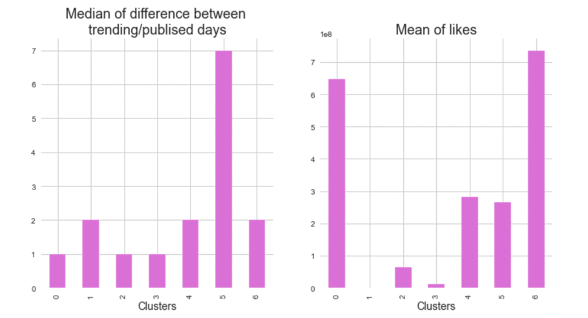 Median of difference between
trending/publised days
7
6
5
4
3
2
1
0
0 1 2 3 4 5 6
Clusters
Mean of likes
1e8
7
6
5
4
3
2
1
0
0 1 2 3 4 5 6
Clusters